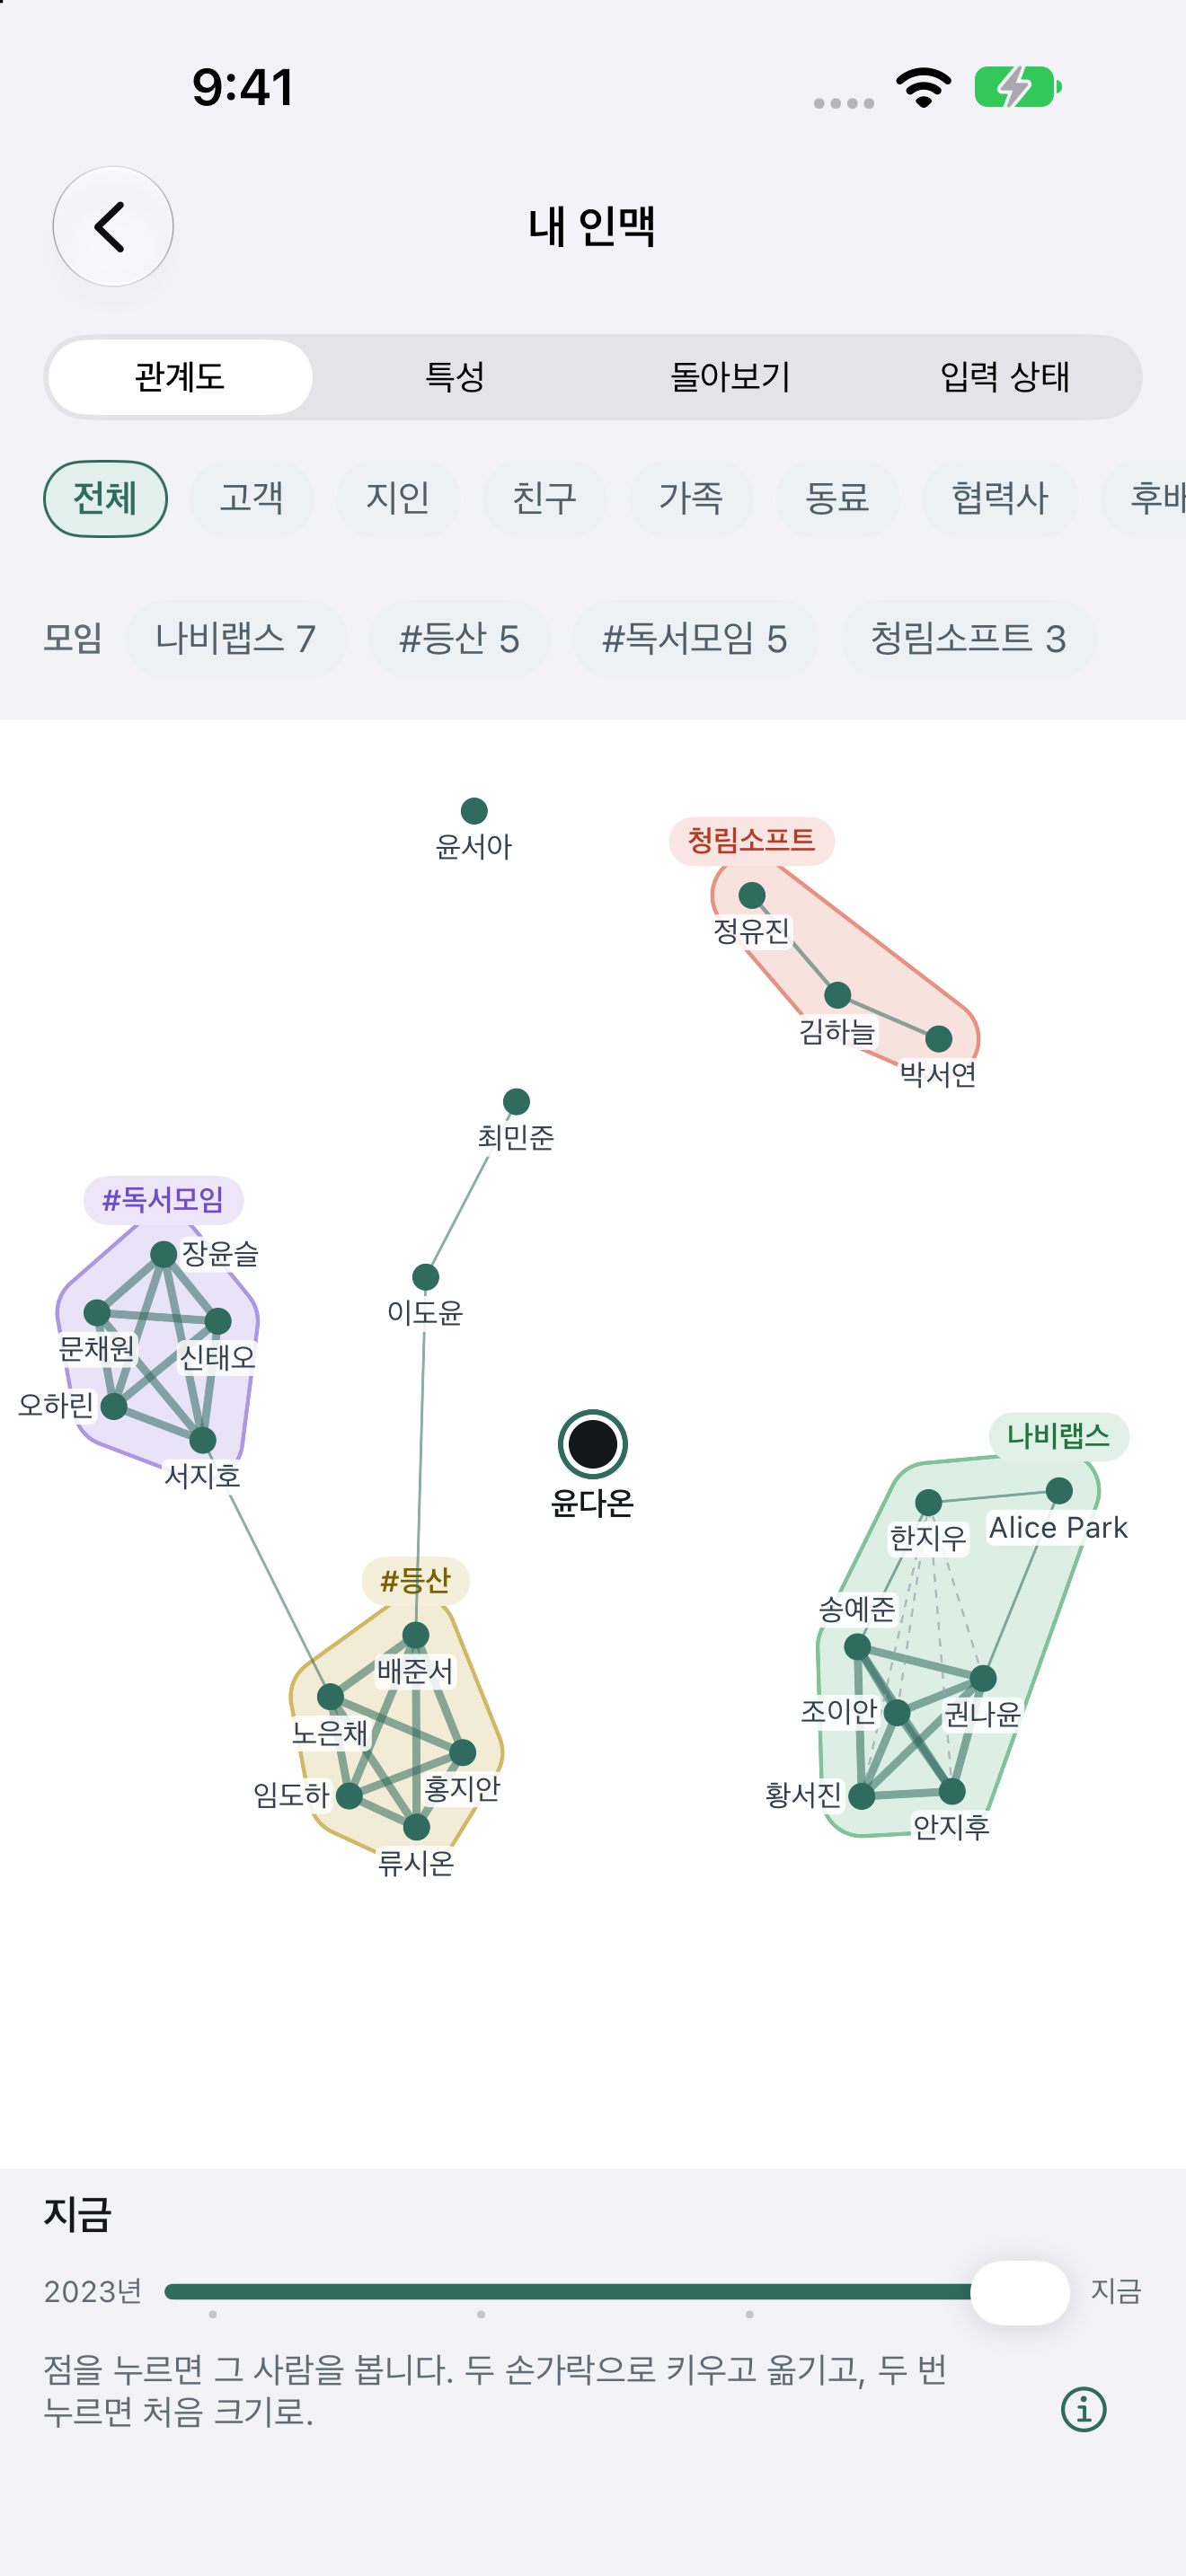 9:41
내 인맥
관계도 특성 돌아보기 입력 상태
전체 고객 지인 친구 가족 동료 협력사
모임 나비랩스 7 #등산 5 #독서모임 5 청림소프트 3
윤서아
청림소프트
정유진
김하늘
박서연
최민준
#독서모임
장윤슬
이도윤
문채원
신태오
오하린
서지호
윤다온
나비랩스
한지우
Alice Park
#등산
송예준
배준서
조이안
권나윤
노은채
임도하
홍지안
황서진
안지후
류시온
지금
2023년 지금
점을 누르면 그 사람을 봅니다. 두 손가락으로 키우고 옮기고, 두 번
누르면 처음 크기로.